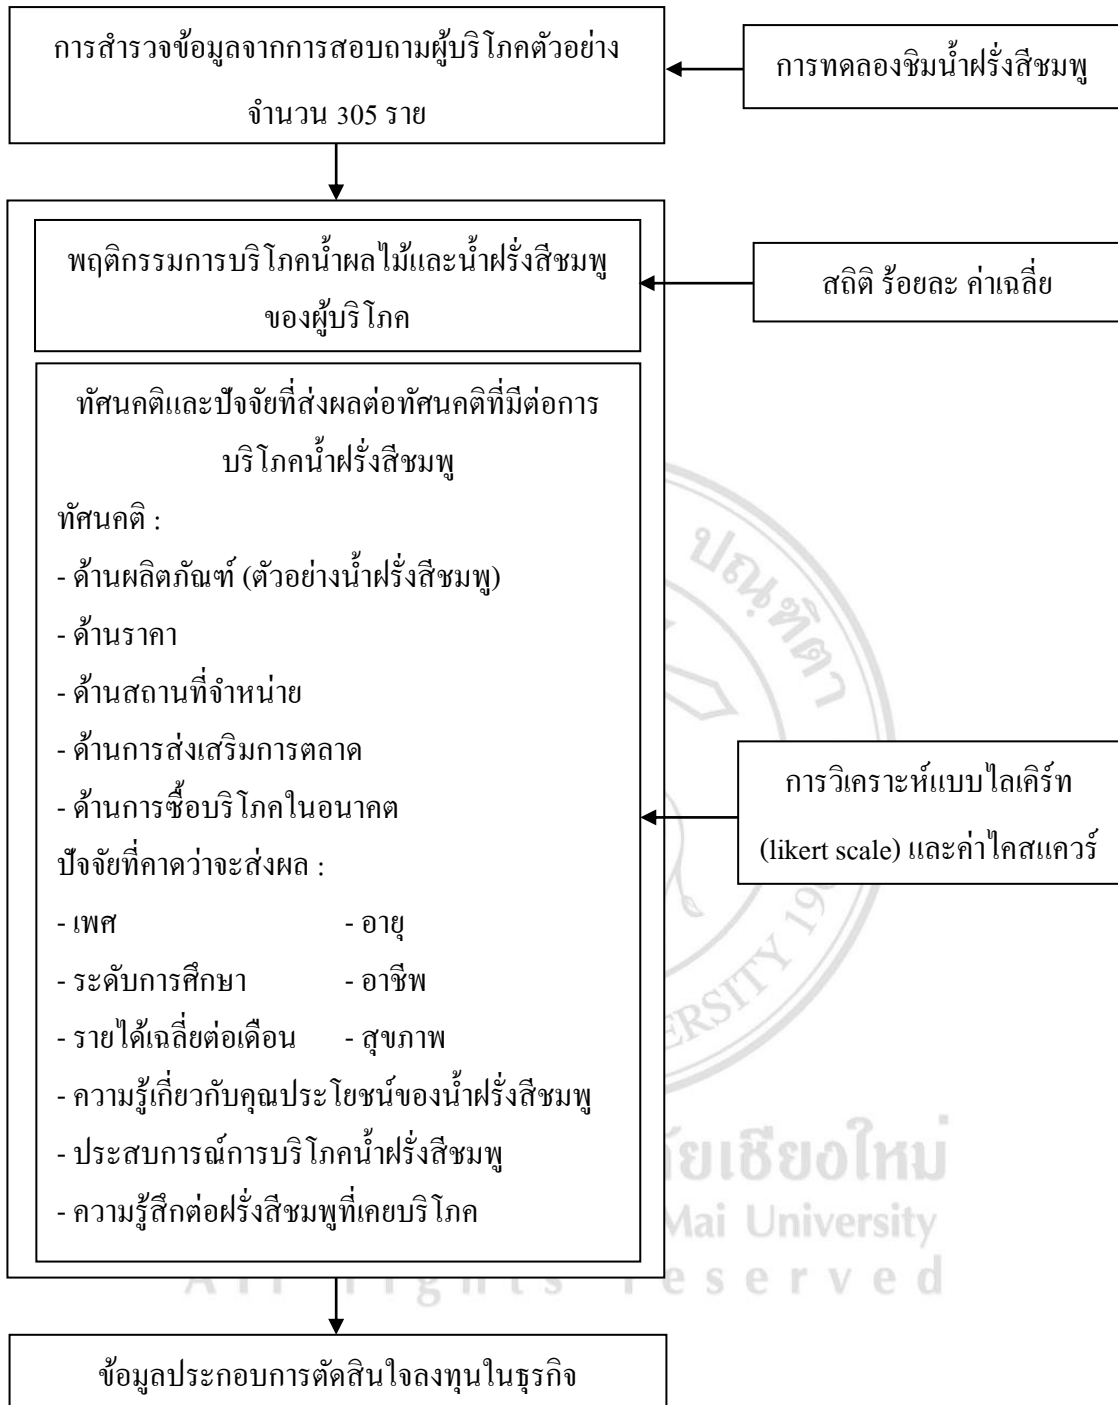 การสำรวจข้อมูลจากการสอบถามผู้บริโภคตัวอย่าง
จำนวน 305 ราย
การทดลองชิมน้ำฝรั่งสีชมพู
พฤติกรรมการบริโภคน้ำผลไม้และน้ำฝรั่งสีชมพู
ของผู้บริโภค
สถิติ ร้อยละ ค่าเฉลี่ย
ทัศนคติและปัจจัยที่ส่งผลต่อทัศนคติที่มีต่อการ
บริโภคน้ำฝรั่งสีชมพู
ทัศนคติ :
- ด้านผลิตภัณฑ์ (ตัวอย่างน้ำฝรั่งสีชมพู)
- ด้านราคา
- ด้านสถานที่จำหน่าย
- ด้านการส่งเสริมการตลาด
- ด้านการซื้อบริโภคในอนาคต
การวิเคราะห์แบบไลเคิร์ท
(likert scale) และค่าไคสแควร์
ปัจจัยที่คาดว่าจะส่งผล :
- เพศ - อายุ
- ระดับการศึกษา - อาชีพ
- รายได้เฉลี่ยต่อเดือน - สุขภาพ
- ความรู้เกี่ยวกับคุณประโยชน์ของน้ำฝรั่งสีชมพู
- ประสบการณ์การบริโภคน้ำฝรั่งสีชมพู
- ความรู้สึกต่อฝรั่งสีชมพูที่เคยบริโภค
ข้อมูลประกอบการตัดสินใจลงทุนในธุรกิจ
ัยเชียงใหม่
Mai University
All rights reserved